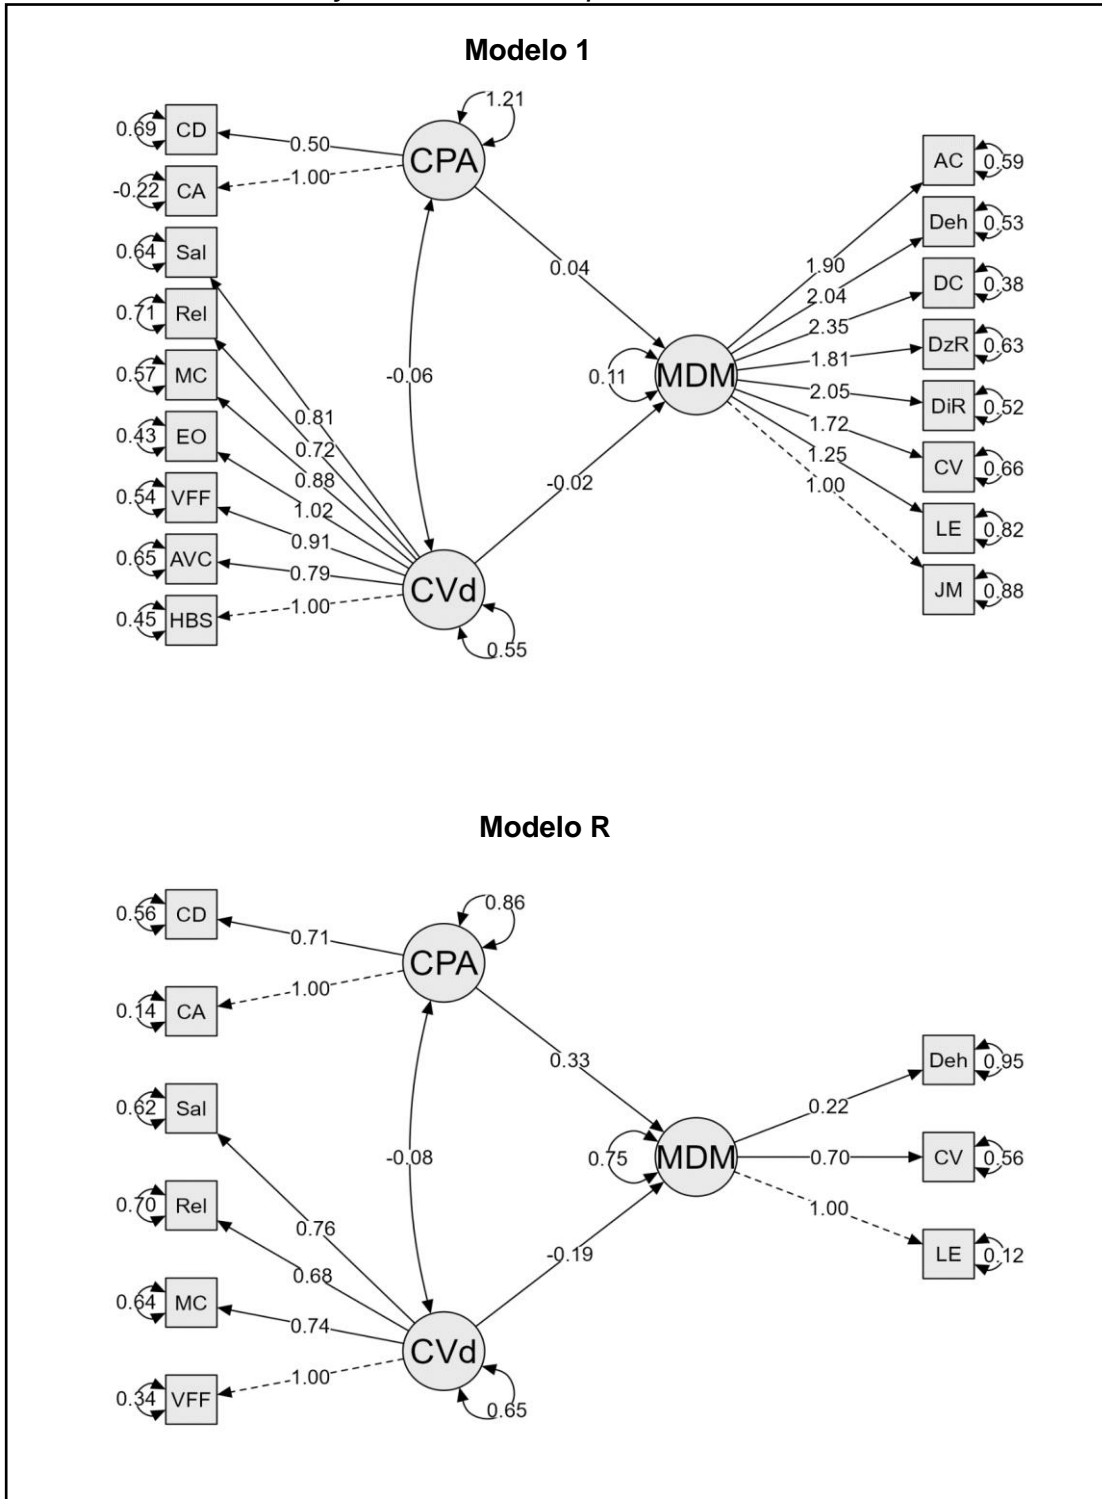 Modelo 1
1.21
0.69 CD
0.50
CPA
-0.22 CA
1.00
AC 0.59
0.64 Sal
Deh 0.53
0.71 Rel
0.04
1.90
DC 0.38
2.04
2.35
DzR 0.63
0.57 MC
-0.06
0.11 MDM
1.81
2.05
DiR 0.52
0.81
1.72
0.43 EO
0.72
1.25
CV 0.66
0.88
1.00
0.54 VFF
1.02
-0.02
LE 0.82
0.91
0.65 AVC
0.79
CVd
JM 0.88
0.45 HBS
1.00
0.55
Modelo R
0.86
0.56 CD
0.71
CPA
1.00
0.14 CA
0.33
Deh 0.95
0.62 Sal
0.22
-0.08
0.75 MDM
0.70
CV 0.56
0.70 Rel
1.00
0.76
-0.19
LE 0.12
0.68
0.64 MC
0.74
CVd
1.00
0.34 VFF
0.65